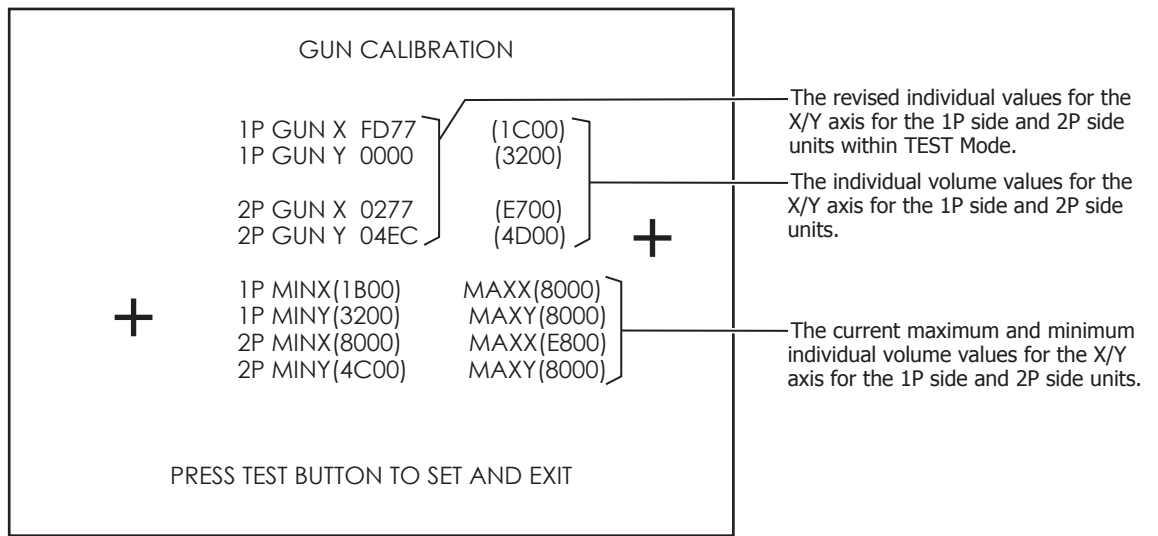 GUN CALIBRATION
1P GUN X FD77 (1C00)
1P GUN Y 0000 (3200)
2P GUN X 0277 (E700)
2P GUN Y 04EC (4D00)
1P MINX(1B00) MAXX(8000)
1P MINY(3200) MAXY(8000)
2P MINX(8000) MAXX(E800)
2P MINY(4C00) MAXY(8000)
PRESS TEST BUTTON TO SET AND EXIT
The revised individual values for the
X/Y axis for the 1P side and 2P side
units within TEST Mode.
The individual volume values for the
X/Y axis for the 1P side and 2P side
units.
The current maximum and minimum
individual volume values for the X/Y
axis for the 1P side and 2P side units.